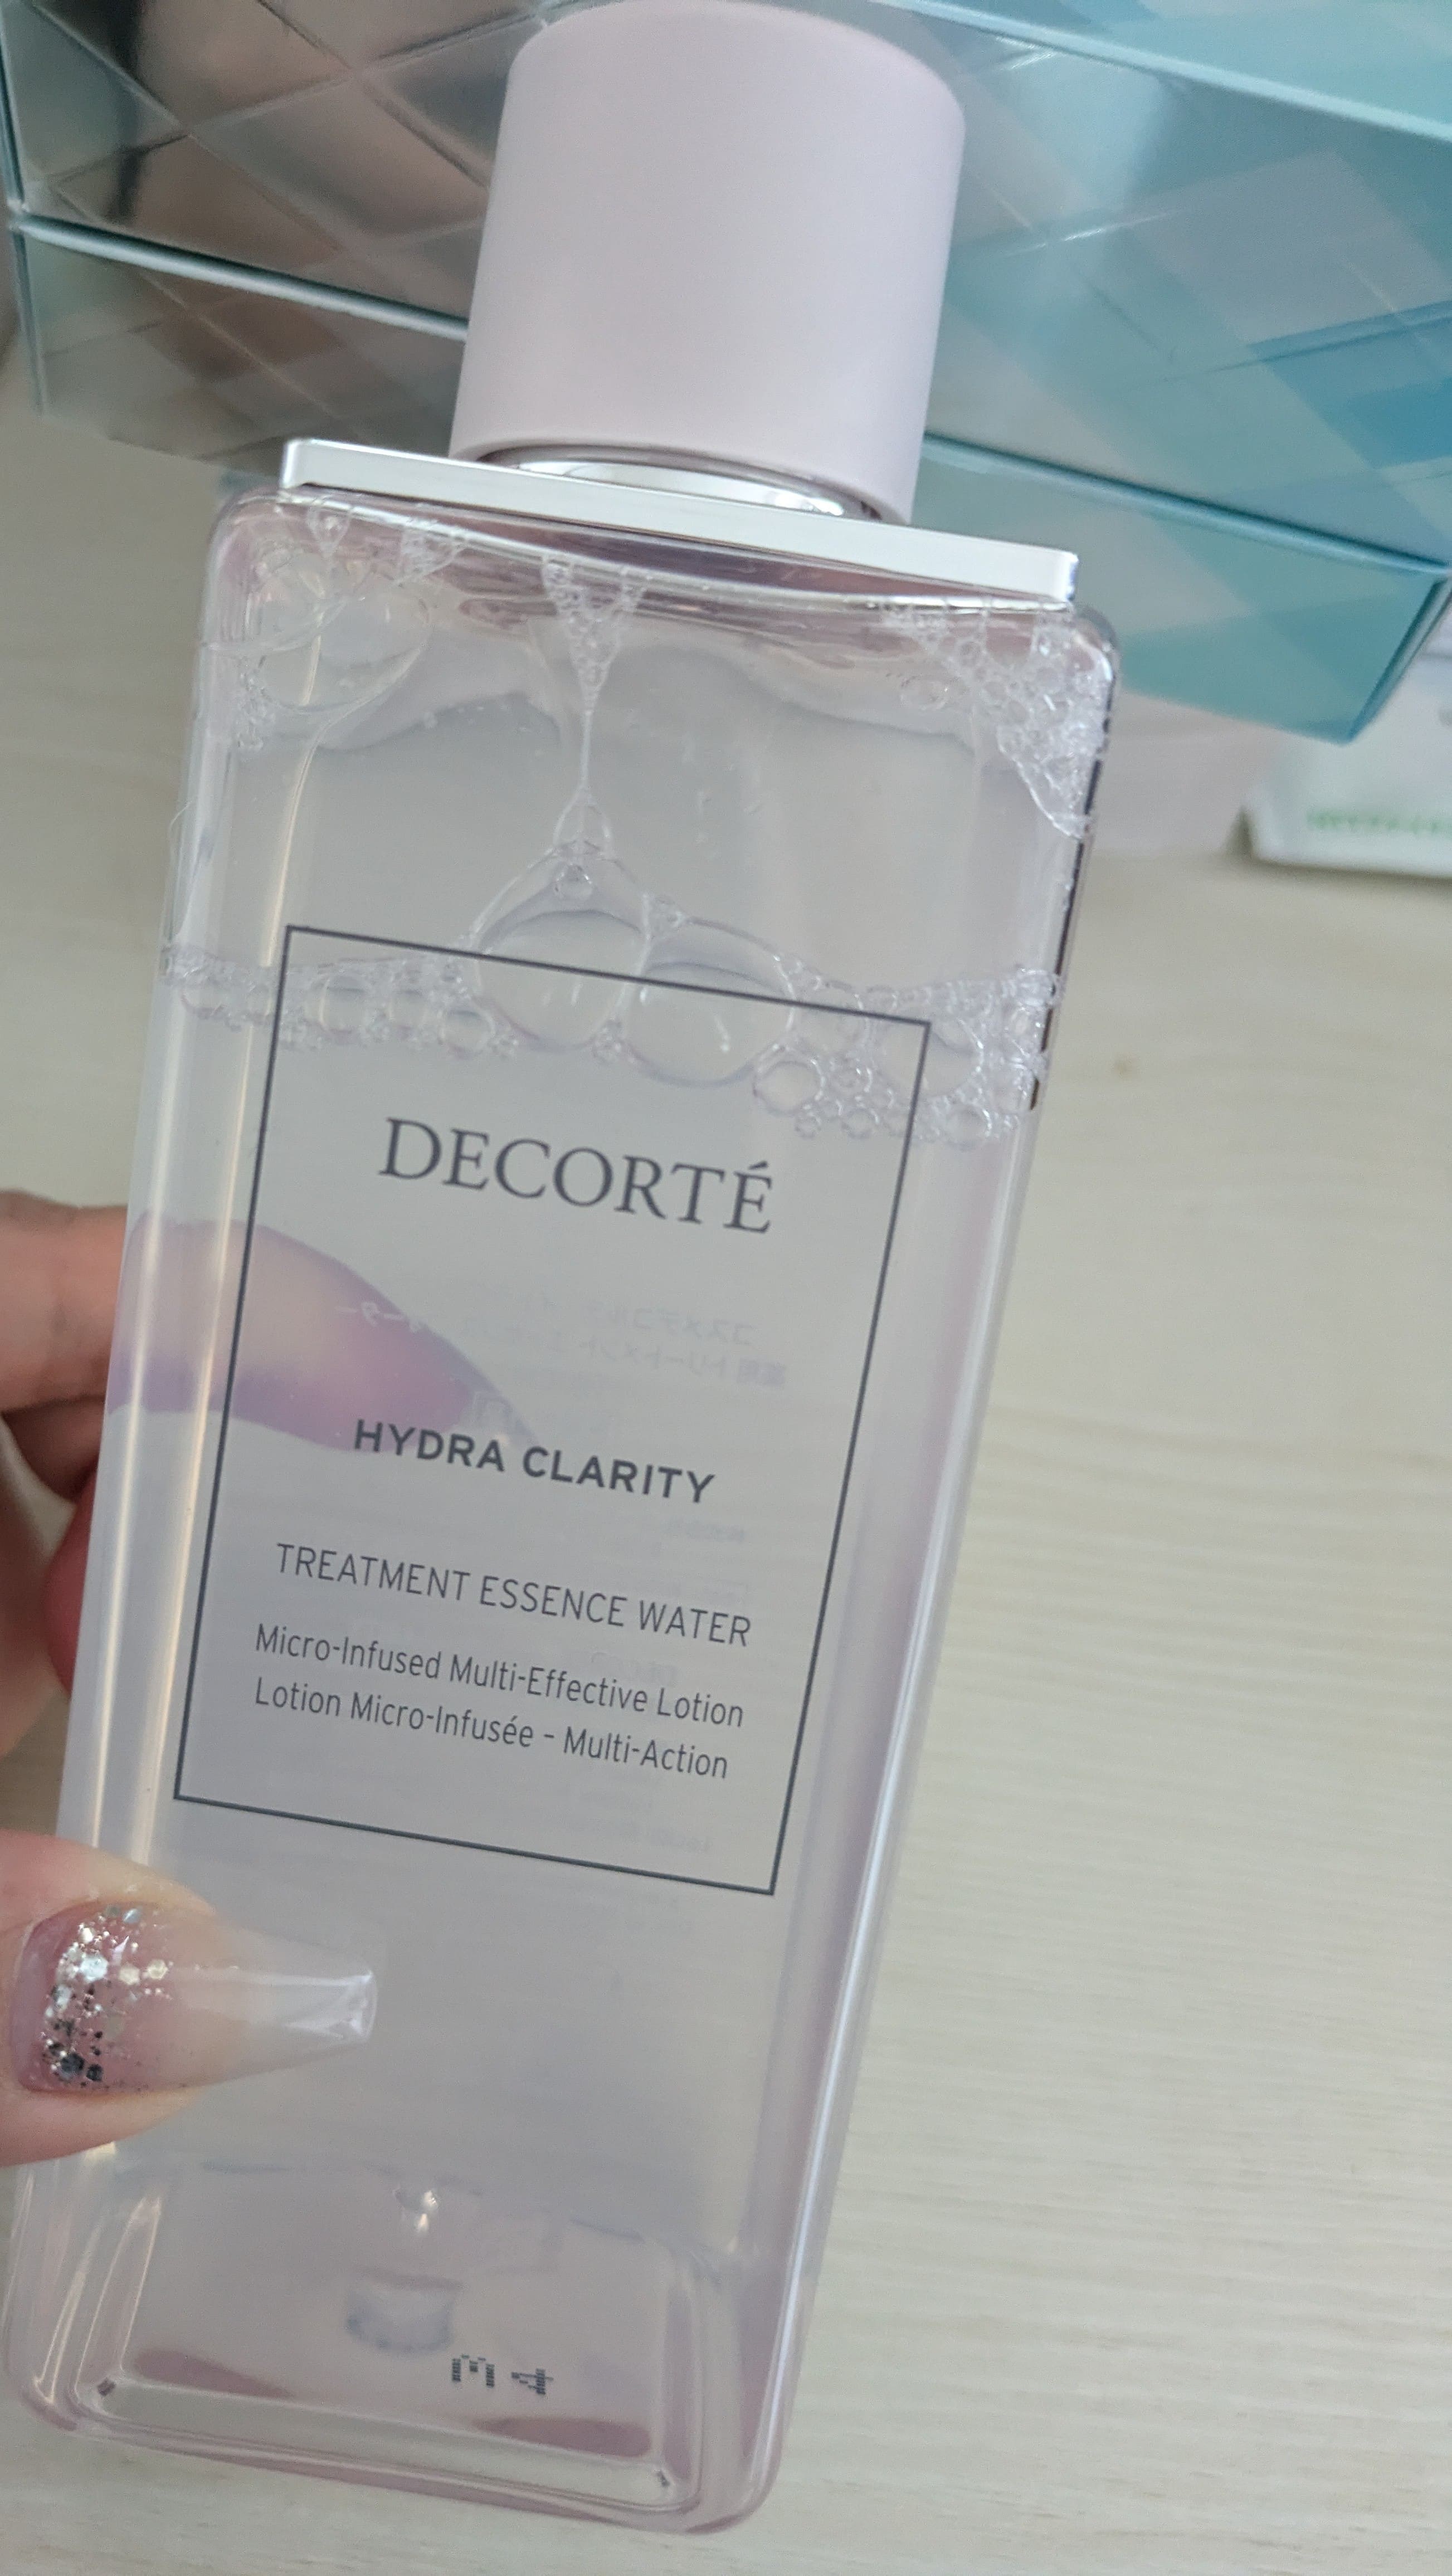 DECORTÉ
HYDRA CLARITY
TREATMENT ESSENCE WATER
Micro-Infused Multi-Effective Lotion
Lotion Micro-Infusée – Multi-Action